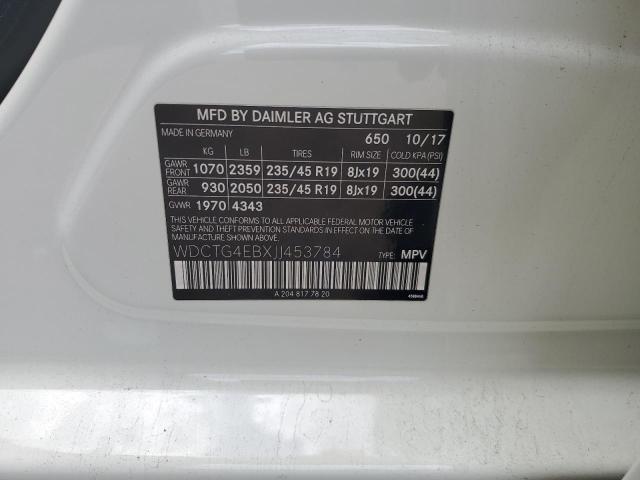 MFD BY DAIMLER AG STUTTGART
MADE IN GERMANY 650 10/17
KG LB TIRES RIM SIZE COLD KPA (PSI)
GAWR FRONT 1070 2359 235/45 R19 8Jx19 300(44)
GAWR REAR 930 2050 235/45 R19 8Jx19 300(44)
GVWR 1970 4343
THIS VEHICLE CONFORMS TO ALL APPLICABLE FEDERAL MOTOR VEHICLE
SAFETY AND THEFT PREVENTION STANDARDS IN EFFECT ON THE DATE
OF MANUFACTURE SHOWN ABOVE.
WDCTG4EBXJJ453784 TYPE: MPV
A 204 817 78 20